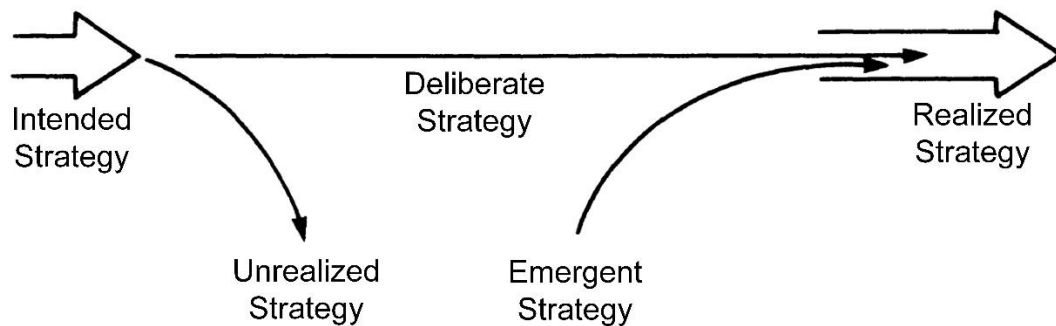 Intended
Strategy
Deliberate
Strategy
Realized
Strategy
Unrealized
Strategy
Emergent
Strategy